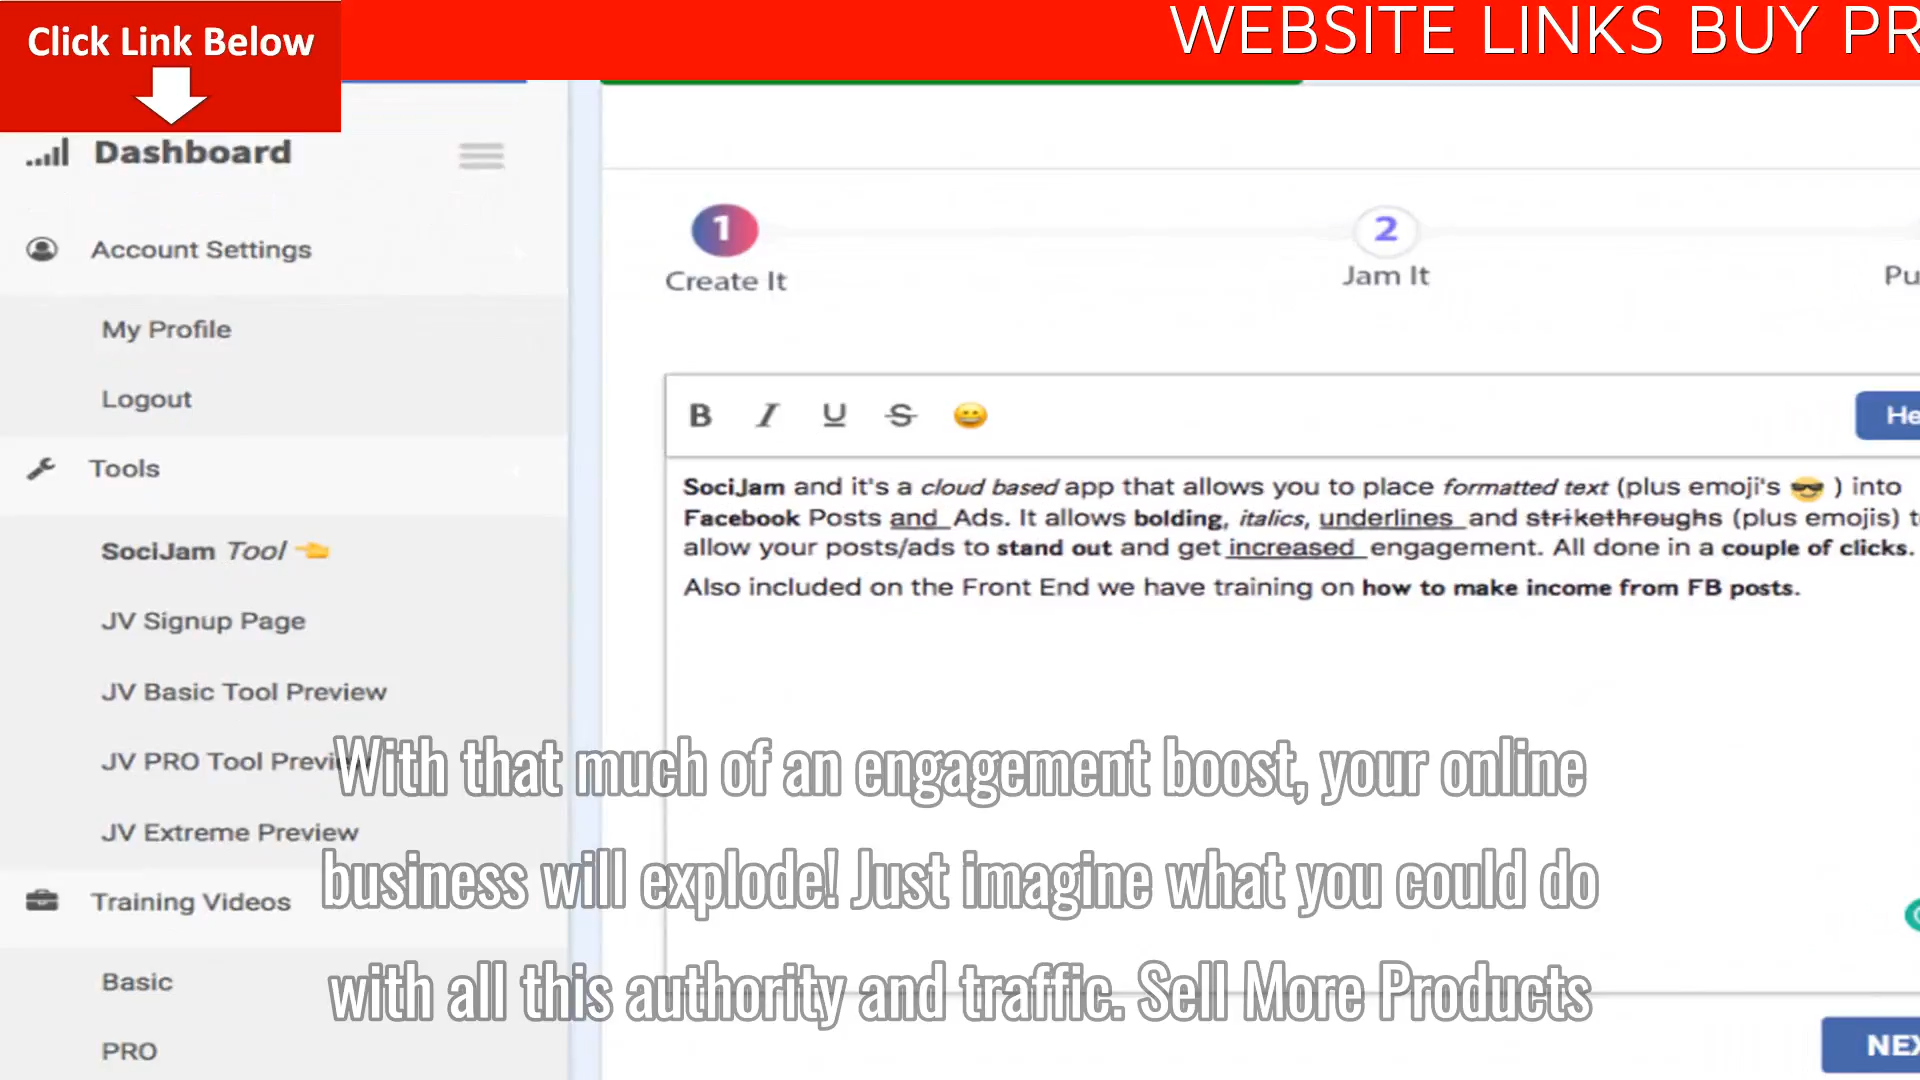 Click Link Below
WEBSITE LINKS BUY PR
Dashboard
Account Settings
My Profile
Logout
Tools
SociJam Tool 👈
JV Signup Page
JV Basic Tool Preview
JV PRO Tool Preview
JV Extreme Preview
Training Videos
Basic
PRO
1
Create It
2
Jam It
Pu
B I U S 😀
He
SociJam and it's a cloud based app that allows you to place formatted text (plus emoji's 😎 ) into
Facebook Posts and Ads. It allows bolding, italics, underlines and strikethroughs (plus emojis) t
allow your posts/ads to stand out and get increased engagement. All done in a couple of clicks.
Also included on the Front End we have training on how to make income from FB posts.
NEX
With that much of an engagement boost, your online
business will explode! Just imagine what you could do
with all this authority and traffic. Sell More Products